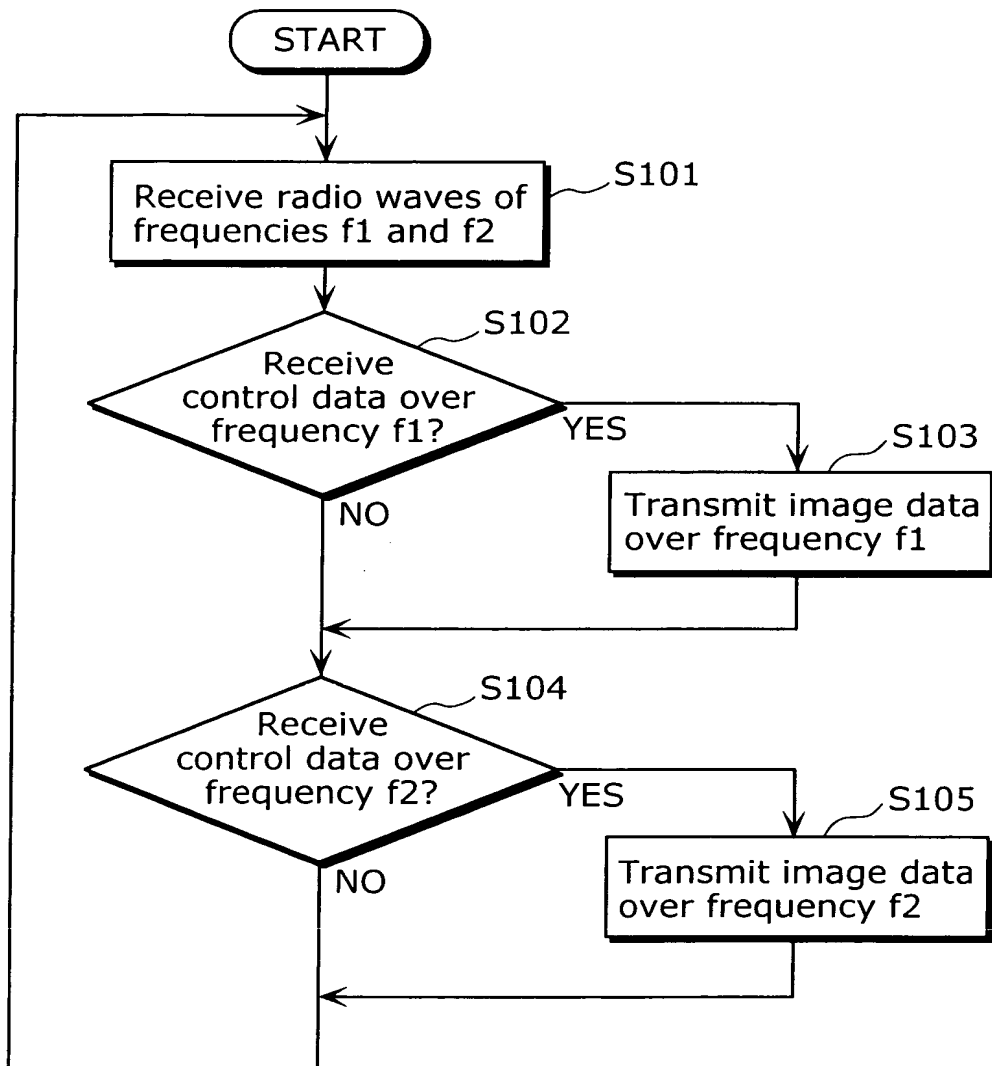 START
S101
Receive radio waves of
frequencies f1 and f2
S102
Receive
control data over
frequency f1?
YES
NO
S103
Transmit image data
over frequency f1
S104
Receive
control data over
frequency f2?
YES
NO
S105
Transmit image data
over frequency f2